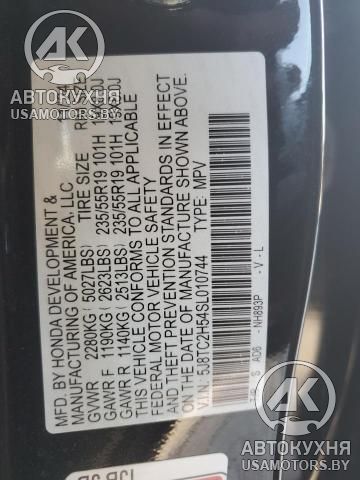 АВТОКУХНЯ
USAMOTORS.BY
MFD. BY HONDA DEVELOPMENT &
MANUFACTURING OF AMERICA, LLC
TIRE SIZE
GVWR 2280KG (5027LBS)
GAWR F 1190KG (2623LBS) 235/55R19 101H
GAWR R 1140KG (2513LBS) 235/55R19 101H
THIS VEHICLE CONFORMS TO ALL APPLICABLE
FEDERAL MOTOR VEHICLE SAFETY,
AND THEFT PREVENTION STANDARDS IN EFFECT
ON THE DATE OF MANUFACTURE SHOWN ABOVE.
V.I.N: 5J8TC2H54SL010744 TYPE: MPV
AD6 - NH893P - V - L
АВТОКУХНЯ
USAMOTORS.BY